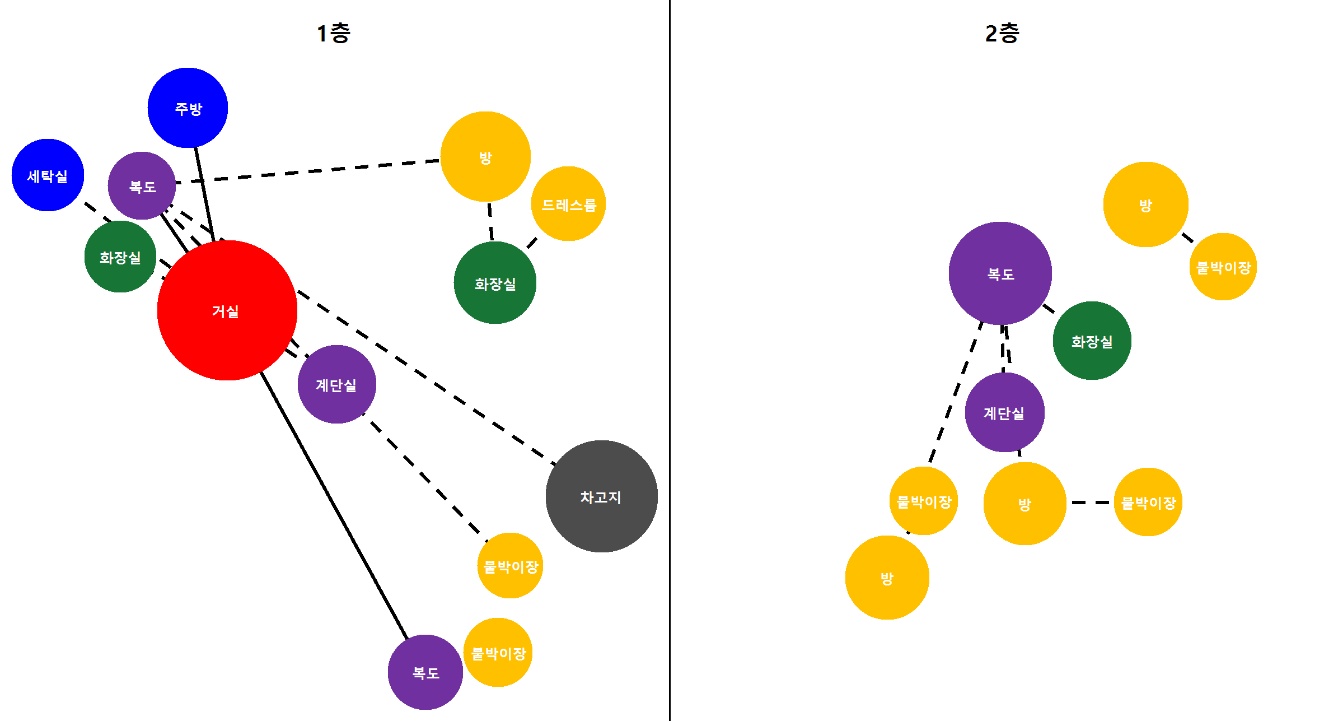 1층
주방
방
세탁실
복도
드레스룸
화장실
화장실
거실
계단실
차고지
붙박이장
붙박이장
복도
2층
방
붙박이장
복도
화장실
계단실
붙박이장
방
붙박이장
방